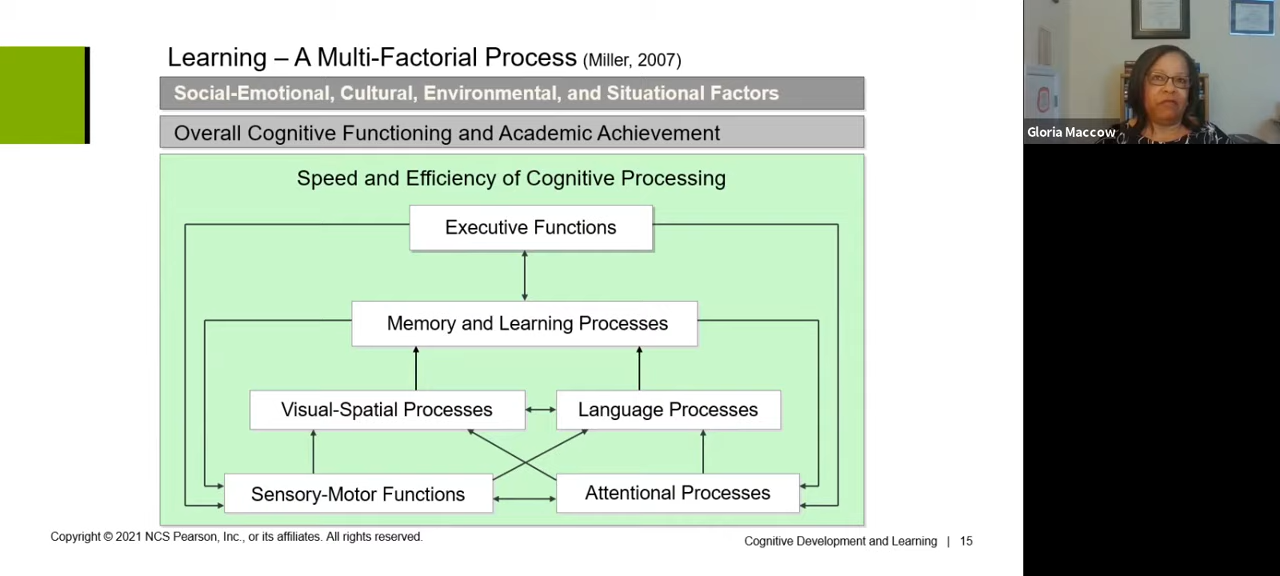 Learning – A Multi-Factorial Process (Miller, 2007)
Social-Emotional, Cultural, Environmental, and Situational Factors
Overall Cognitive Functioning and Academic Achievement
Speed and Efficiency of Cognitive Processing
Executive Functions
Memory and Learning Processes
Visual-Spatial Processes
Language Processes
Sensory-Motor Functions
Attentional Processes
Copyright © 2021 NCS Pearson, Inc., or its affiliates. All rights reserved.
Cognitive Development and Learning | 15
Gloria Maccow